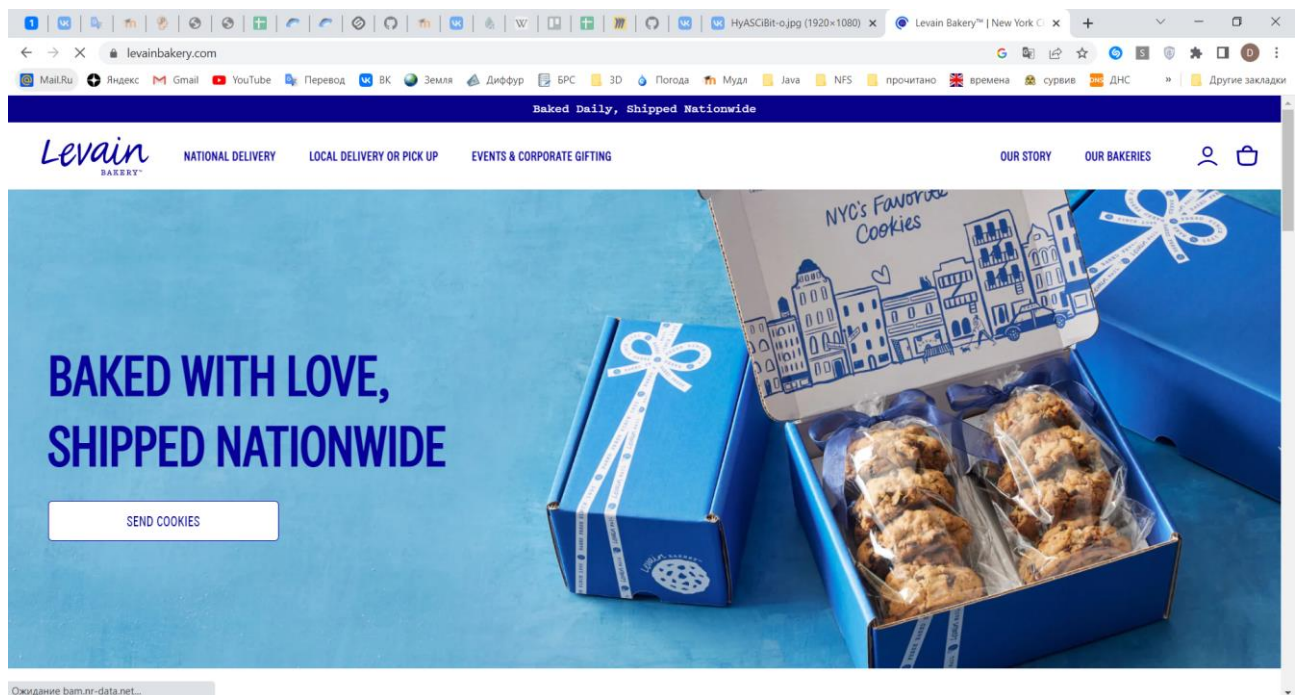 1
HyASCiBit-o.jpg (1920×1080)
Levain Bakery™ | New York C
levainbakery.com
Mail.Ru Яндекс Gmail YouTube Перевод ВК Земля Диффур БРС 3D Погода Мудл Java NFS прочитано времена сурвив ДНС » Другие закладки
Baked Daily, Shipped Nationwide
Levain
BAKERY™
NATIONAL DELIVERY LOCAL DELIVERY OR PICK UP EVENTS & CORPORATE GIFTING OUR STORY OUR BAKERIES
NYC's Favorite
Cookies
BAKED WITH LOVE,
SHIPPED NATIONWIDE
SEND COOKIES
Levain BAKERY
Ожидание bam.nr-data.net...